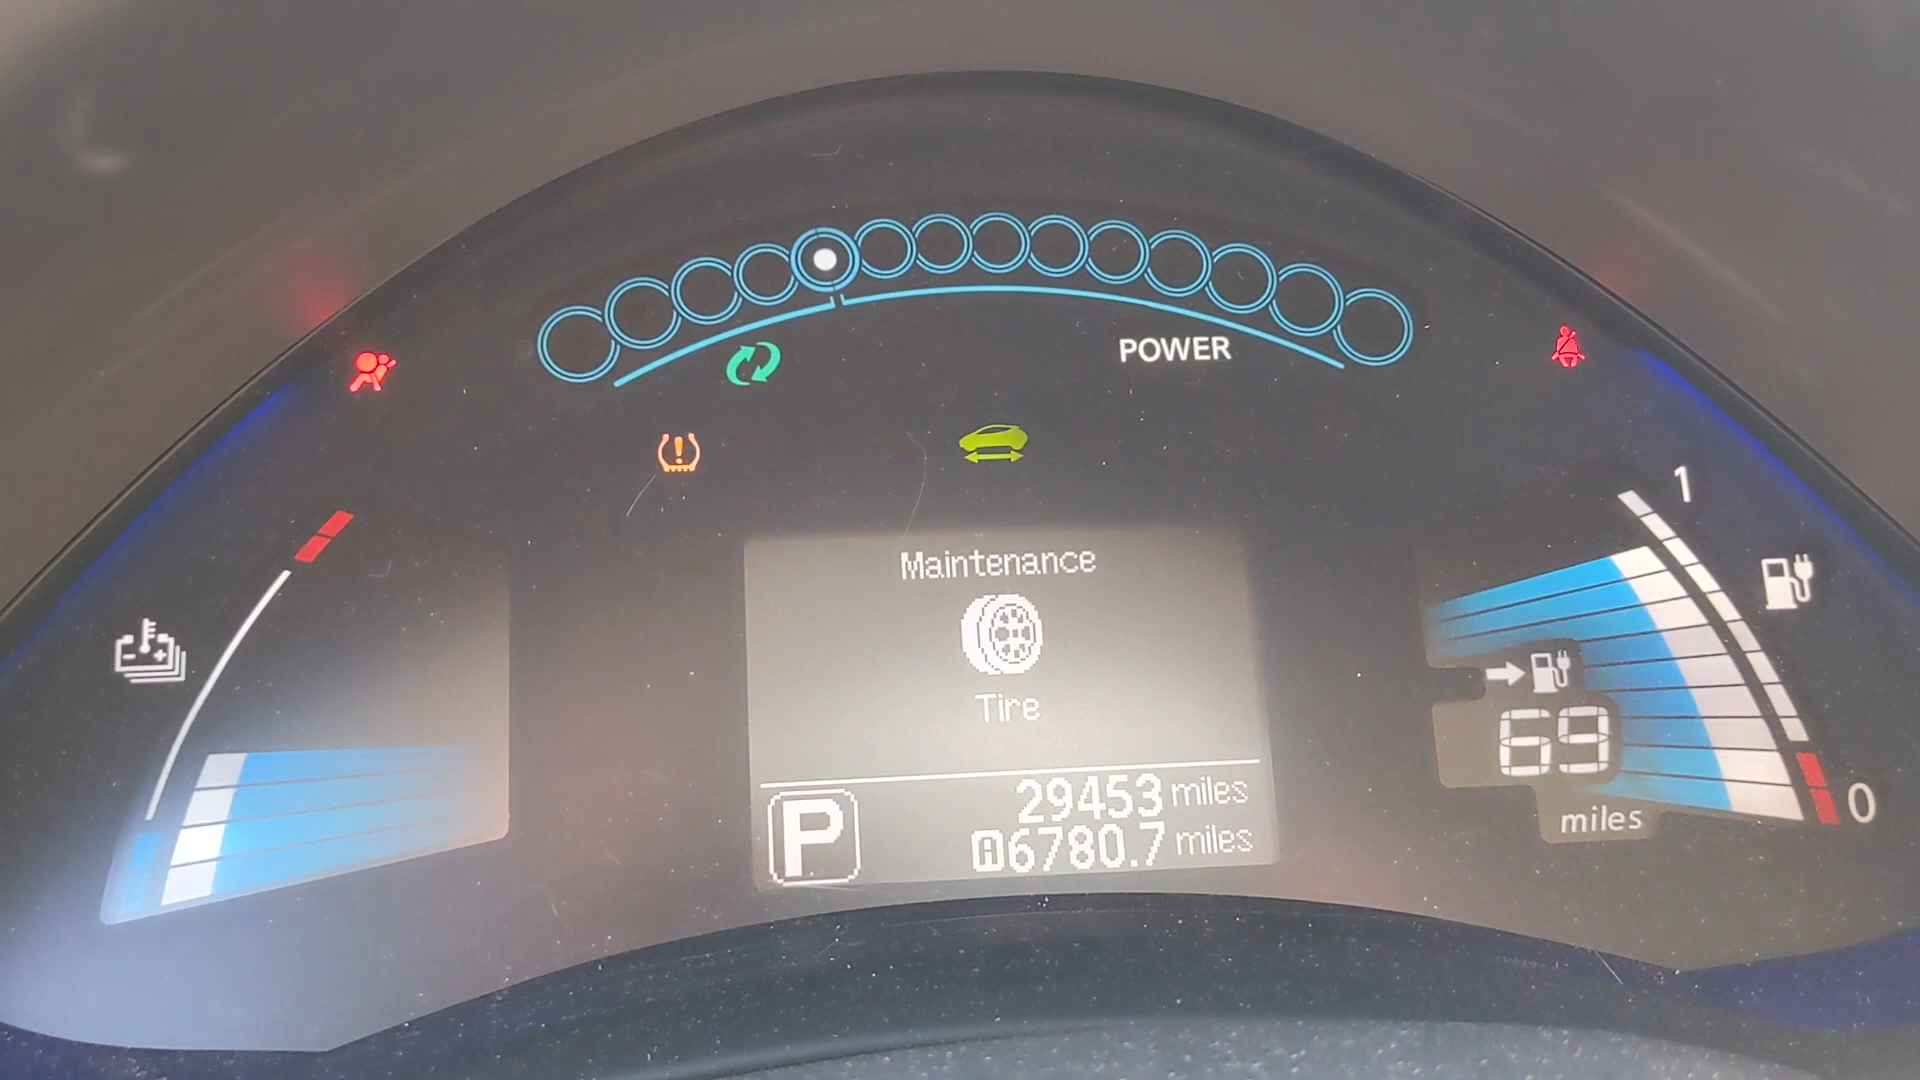 POWER
1
Maintenance
Tire
69
miles
0
29453 miles
P
A 6780.7 miles